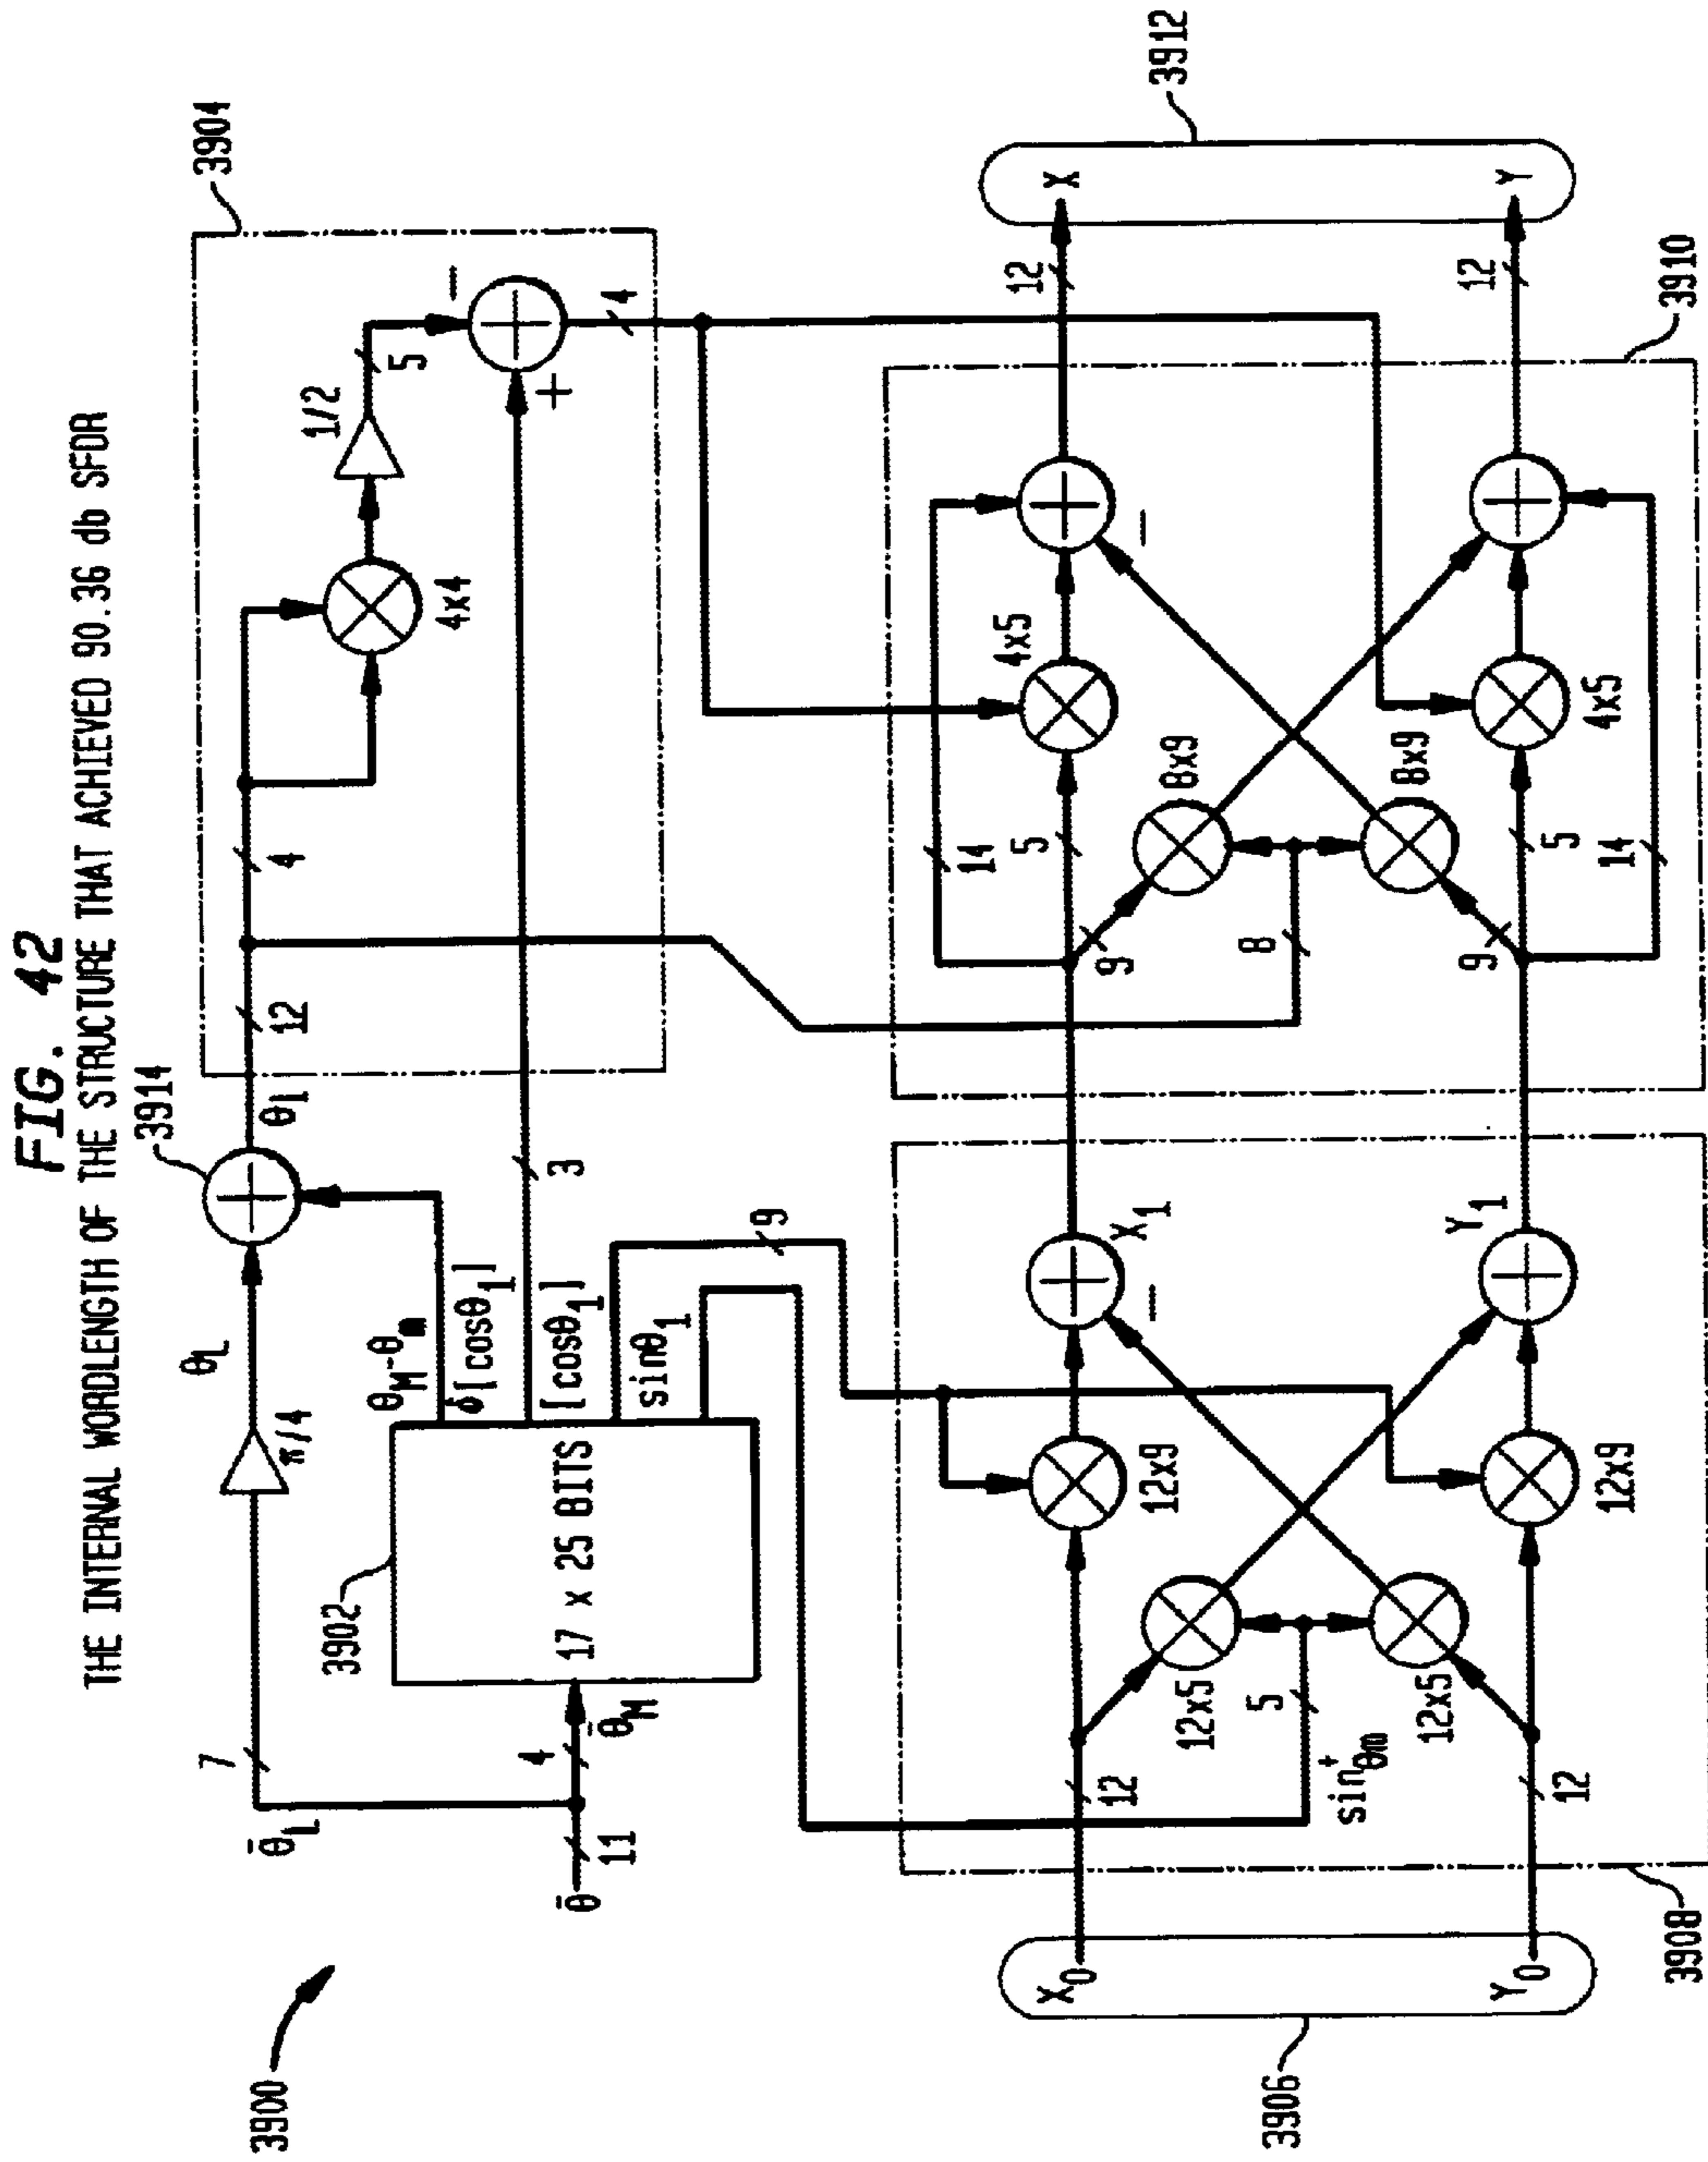 FIG. 42
THE INTERNAL WORDLENGTH OF THE STRUCTURE THAT ACHIEVED 90.36 db SFDR
3900
3914
3904
θ̄L
7
π/4
θL
θl
12
4
4x4
1/2
5
−
+
4
3902
17 x 25 BITS
θM-θm
δ[cosθ1]
[cosθ1]
sinθ1
3
9
θ̄
11
4
θ̄M
3906
X0
Y0
12
12
3908
12x5
12x5
5
sin+θm
12x9
12x9
X1
−
Y1
3910
14
5
9
8
9
5
14
8x9
8x9
4x5
4x5
−
12
12
3912
X
Y